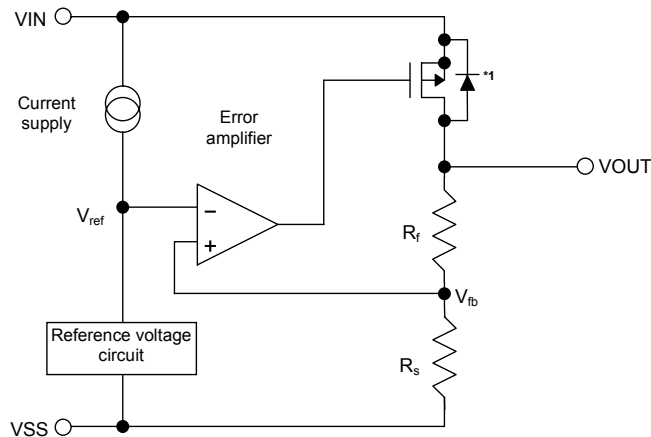 VIN
*1
Current
supply
Error
amplifier
VOUT
Vref
−
+
Rf
Vfb
Reference voltage
circuit
Rs
VSS